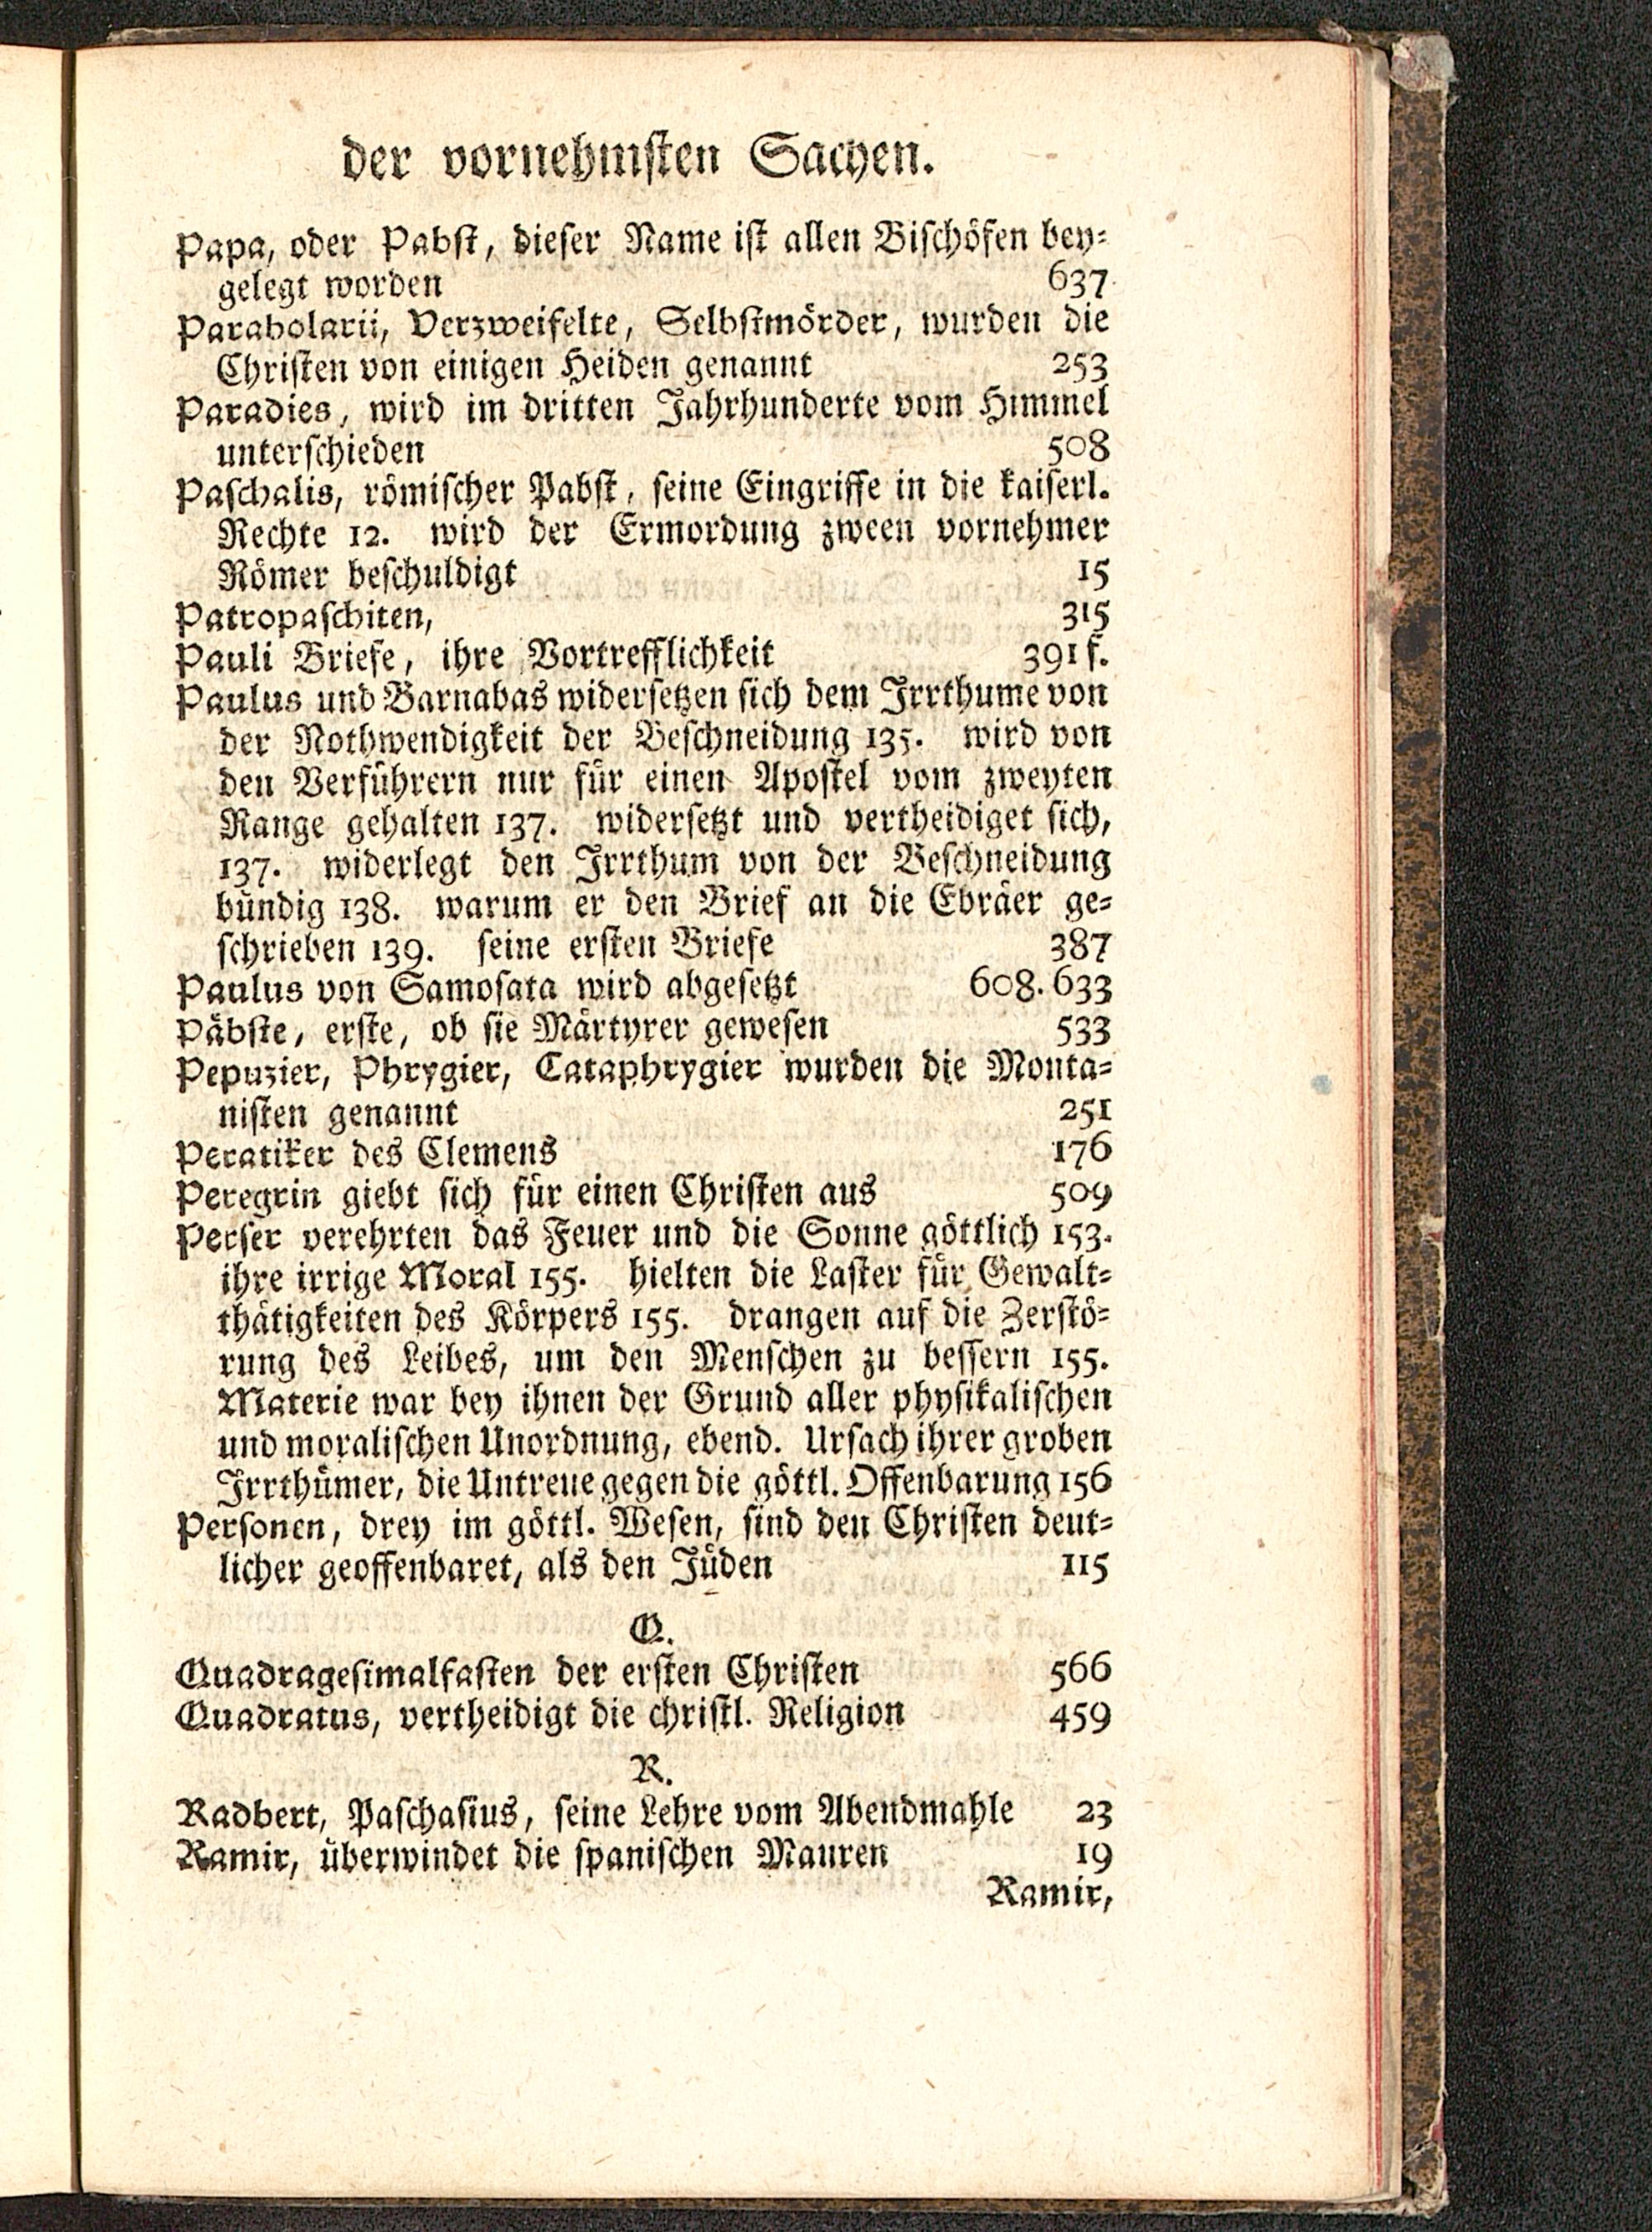 der vornehmsten Sachen.
Papa, oder Pabst, dieser Name ist allen Bischöfen bey-
gelegt worden 637
Parabolarii, Verzweifelte, Selbstmörder, wurden die
Christen von einigen Heiden genannt 253
Paradies, wird im dritten Jahrhunderte vom Himmel
unterschieden 508
Paschalis, römischer Pabst, seine Eingriffe in die kaiserl.
Rechte 12. wird der Ermordung zween vornehmer
Römer beschuldigt 15
Patropaschiten, 315
Pauli Briefe, ihre Vortrefflichkeit 391 f.
Paulus und Barnabas widersetzen sich dem Irrthume von
der Nothwendigkeit der Beschneidung 135. wird von
den Verführern nur für einen Apostel vom zweyten
Range gehalten 137. widersetzt und vertheidiget sich,
137. widerlegt den Irrthum von der Beschneidung
bündig 138. warum er den Brief an die Ebräer ge-
schrieben 139. seine ersten Briefe 387
Paulus von Samosata wird abgesetzt 608. 633
Päbste, erste, ob sie Märtyrer gewesen 533
Pepuzier, Phrygier, Cataphrygier wurden die Monta-
nisten genannt 251
Peratiker des Clemens 176
Peregrin giebt sich für einen Christen aus 509
Perser verehrten das Feuer und die Sonne göttlich 153.
ihre irrige Moral 155. hielten die Laster für Gewalt-
thätigkeiten des Körpers 155. drangen auf die Zerstö-
rung des Leibes, um den Menschen zu bessern 155.
Materie war bey ihnen der Grund aller physikalischen
und moralischen Unordnung, ebend. Ursach ihrer groben
Irrthümer, die Untreue gegen die göttl. Offenbarung 156
Personen, drey im göttl. Wesen, sind den Christen deut-
licher geoffenbaret, als den Jüden 115
Q.
Quadragesimalfasten der ersten Christen 566
Quadratus, vertheidigt die christl. Religion 459
R.
Radbert, Paschasius, seine Lehre vom Abendmahle 23
Ramir, überwindet die spanischen Mauren 19
Ramir,